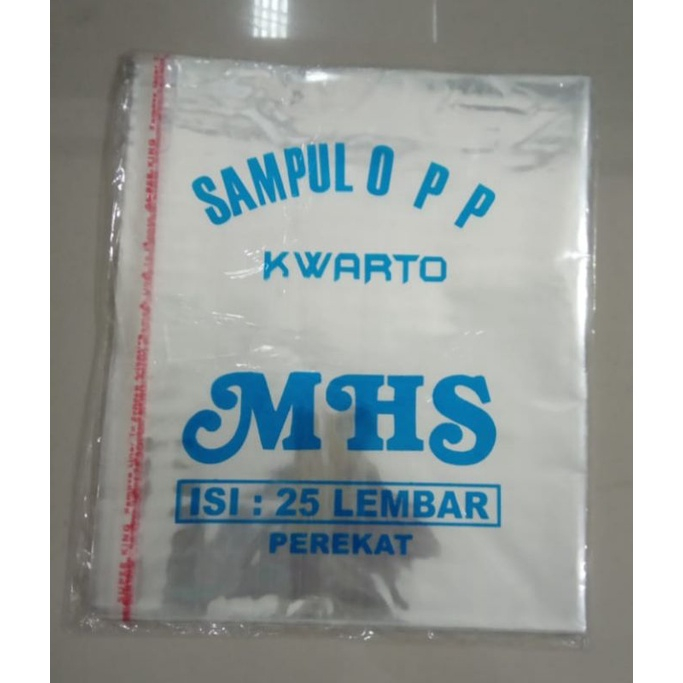 SAMPUL O P P
KWARTO
MHS
ISI : 25 LEMBAR
PEREKAT